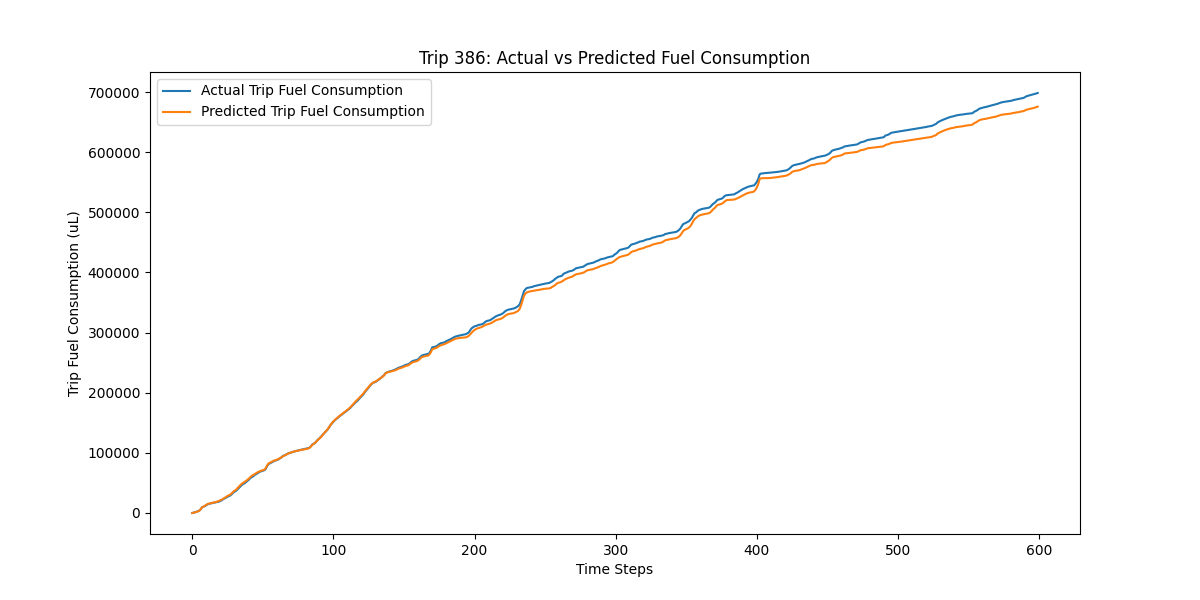 Trip 386: Actual vs Predicted Fuel Consumption
Actual Trip Fuel Consumption
Predicted Trip Fuel Consumption
Trip Fuel Consumption (uL)
700000
600000
500000
400000
300000
200000
100000
0
0 100 200 300 400 500 600
Time Steps